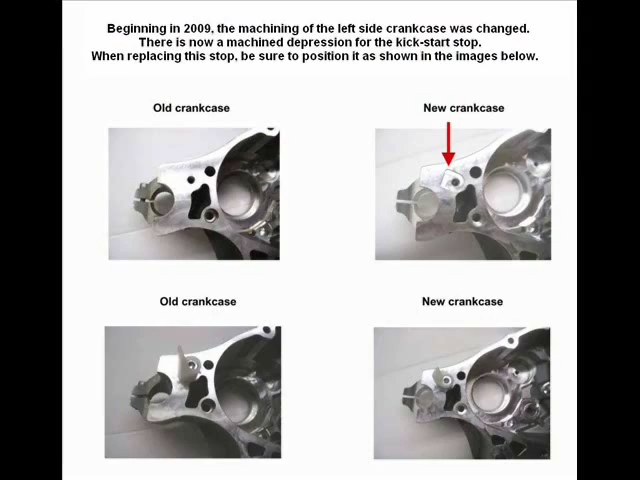 Beginning in 2009, the machining of the left side crankcase was changed.
There is now a machined depression for the kick-start stop.
When replacing this stop, be sure to position it as shown in the images below.
Old crankcase
New crankcase
Old crankcase
New crankcase